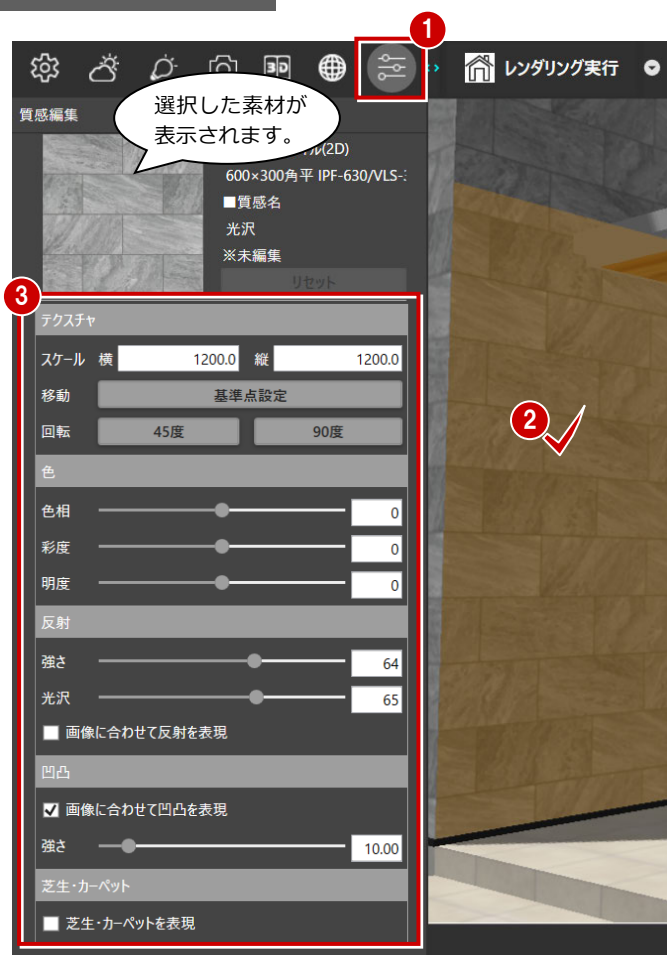 1
3D
レンダリング実行
質感編集
選択した素材が
表示されます。
(2D)
600×300角平 IPF-630/VLS-
■質感名
光沢
※未編集
リセット
3
テクスチャ
スケール 横 1200.0 縦 1200.0
移動 基準点設定
回転 45度 90度
2
色
色相 0
彩度 0
明度 0
反射
強さ 64
光沢 65
画像に合わせて反射を表現
凹凸
画像に合わせて凹凸を表現
強さ 10.00
芝生・カーペット
芝生・カーペットを表現